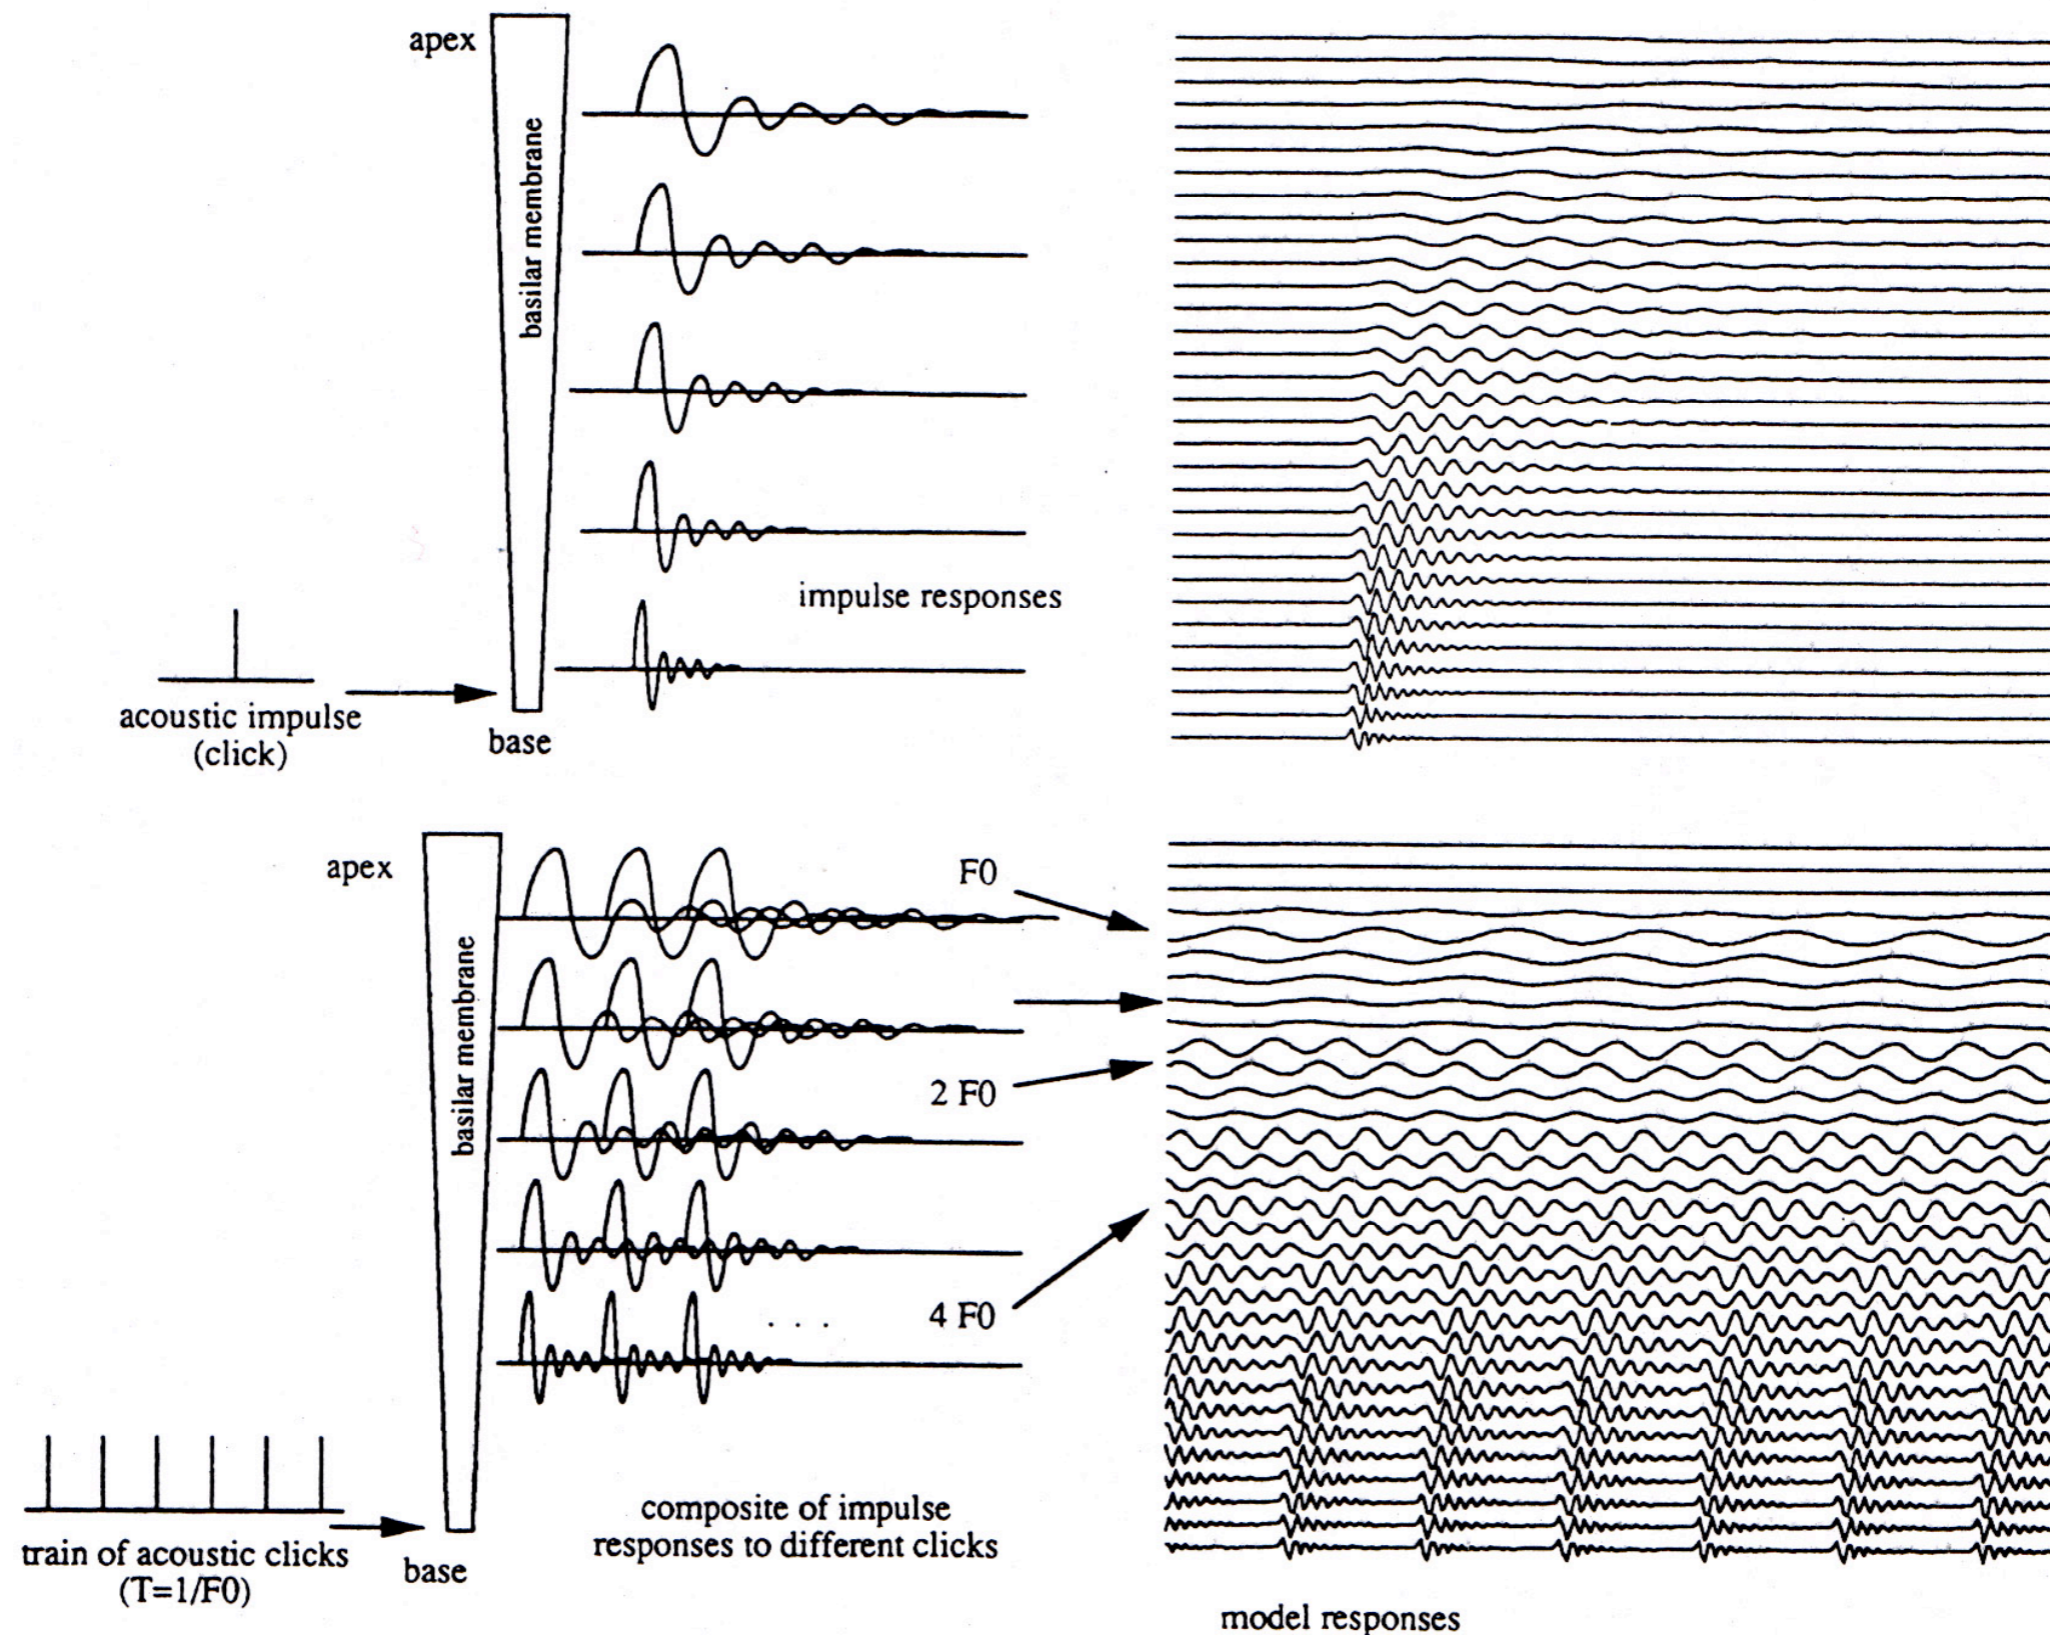 apex
basilar membrane
impulse responses
acoustic impulse
(click)
base
apex
F0
basilar membrane
2 F0
4 F0
. . .
composite of impulse
responses to different clicks
train of acoustic clicks
(T=1/F0)
base
model responses